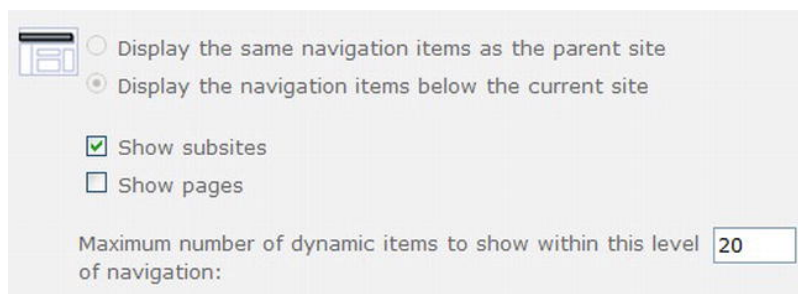 Display the same navigation items as the parent site
Display the navigation items below the current site
Show subsites
Show pages
Maximum number of dynamic items to show within this level 20
of navigation: